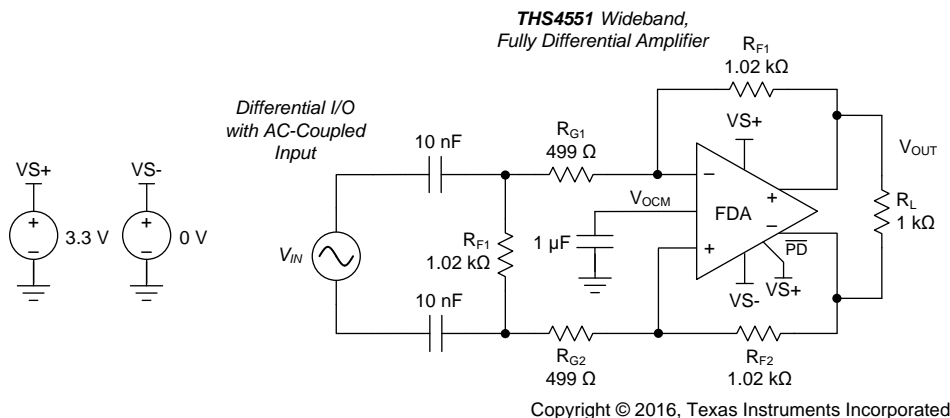 THS4551 Wideband,
Fully Differential Amplifier
RF1
1.02 kΩ
Differential I/O
with AC-Coupled
Input
10 nF
RG1
499 Ω
VS+
VOUT
VS+
VS-
3.3 V
0 V
VIN
RF1
1.02 kΩ
VOCM
1 µF
FDA
PD
VS-
VS+
RL
1 kΩ
10 nF
RG2
499 Ω
RF2
1.02 kΩ
Copyright © 2016, Texas Instruments Incorporated